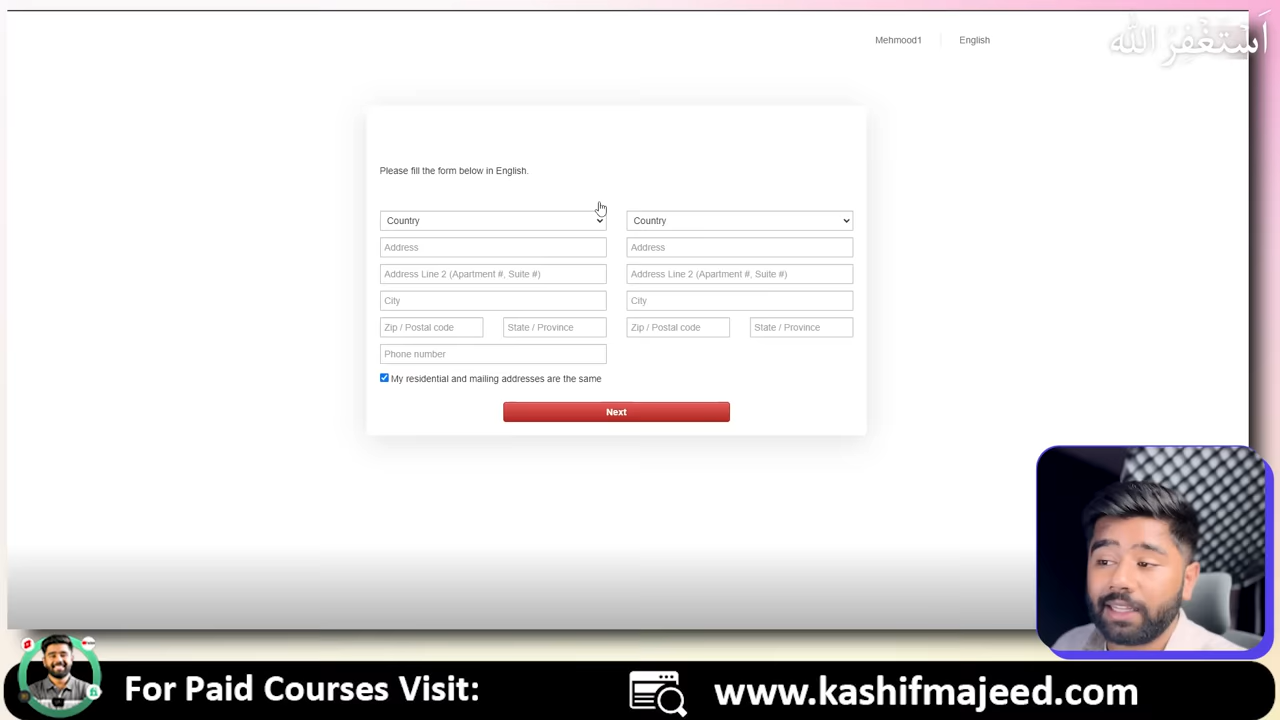 Mehmood1 English
أَسْتَغْفِرُ اللّٰه
Please fill the form below in English.
Country Country
Address Address
Address Line 2 (Apartment #, Suite #) Address Line 2 (Apartment #, Suite #)
City City
Zip / Postal code State / Province Zip / Postal code State / Province
Phone number
My residential and mailing addresses are the same
Next
For Paid Courses Visit: www.kashifmajeed.com